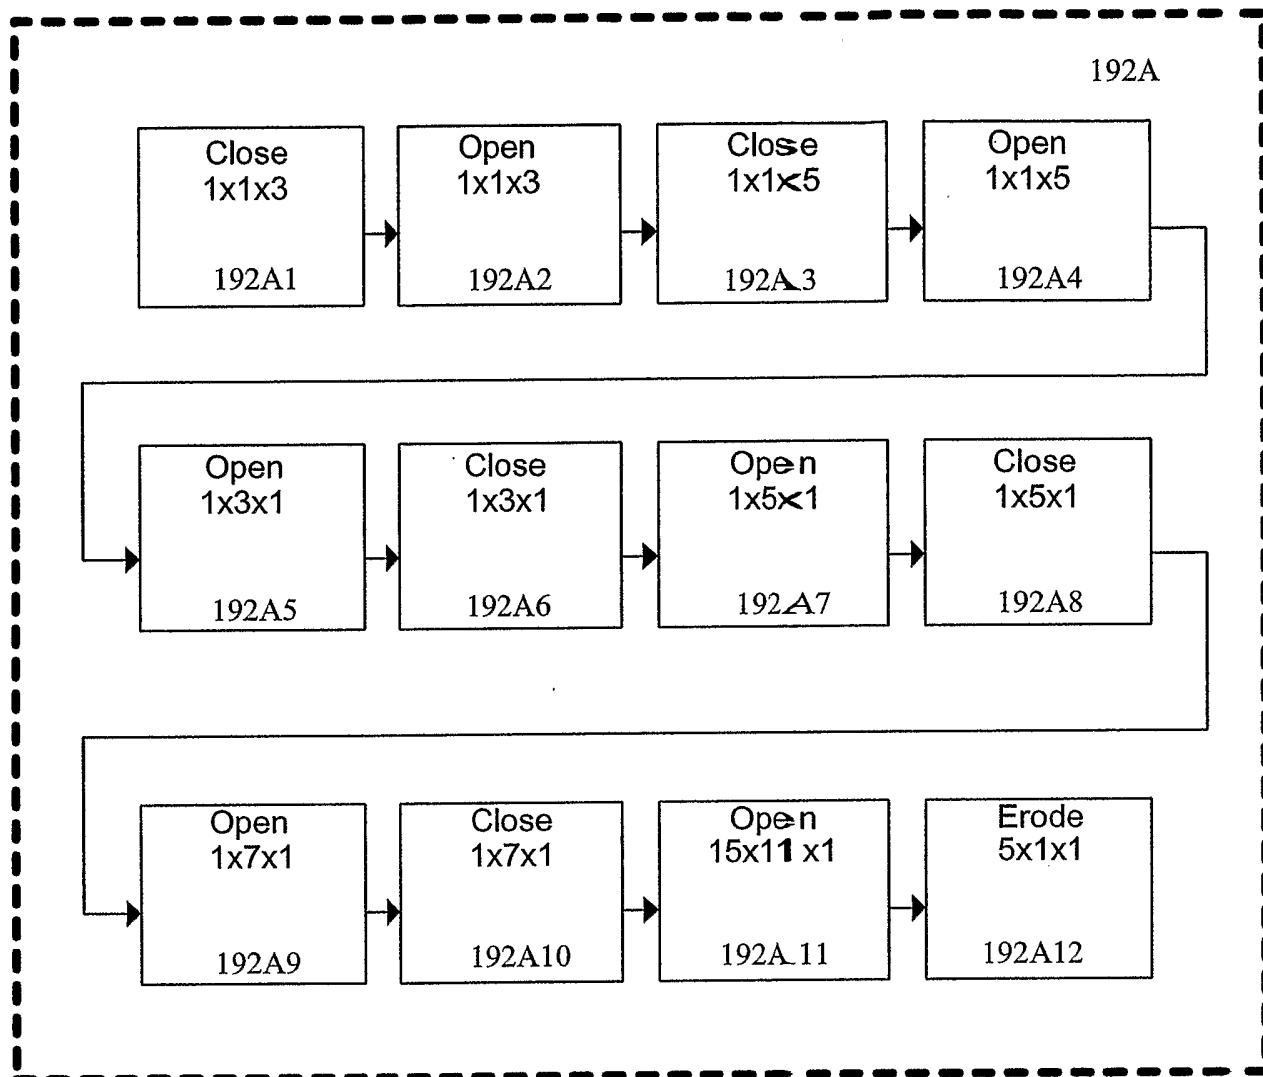 192A
Close
1x1x3
192A1
Open
1x1x3
192A2
Close
1x1x5
192A3
Open
1x1x5
192A4
Open
1x3x1
192A5
Close
1x3x1
192A6
Open
1x5x1
192A7
Close
1x5x1
192A8
Open
1x7x1
192A9
Close
1x7x1
192A10
Open
15x11x1
192A11
Erode
5x1x1
192A12